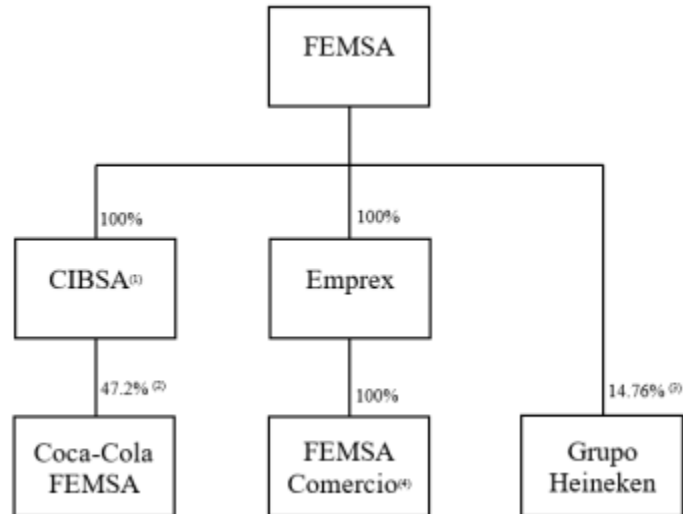 FEMSA
100%
100%
CIBSA⁽¹⁾
Emprex
47.2% ⁽²⁾
100%
14.76% ⁽³⁾
Coca-Cola
FEMSA
FEMSA
Comercio⁽⁴⁾
Grupo
Heineken